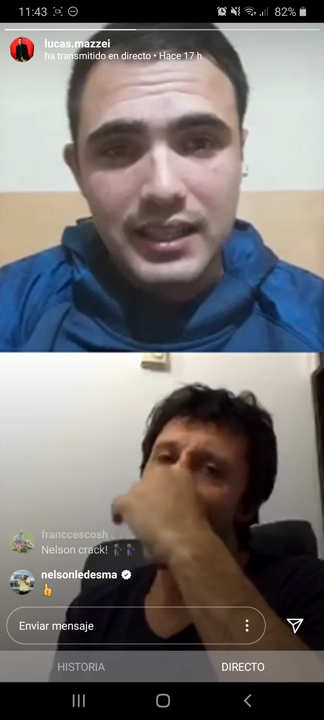 11:43
82%
lucas.mazzei
ha transmitido en directo • Hace 17 h
franccescosh
Nelson crack!
nelsonledesma
Enviar mensaje
HISTORIA
DIRECTO